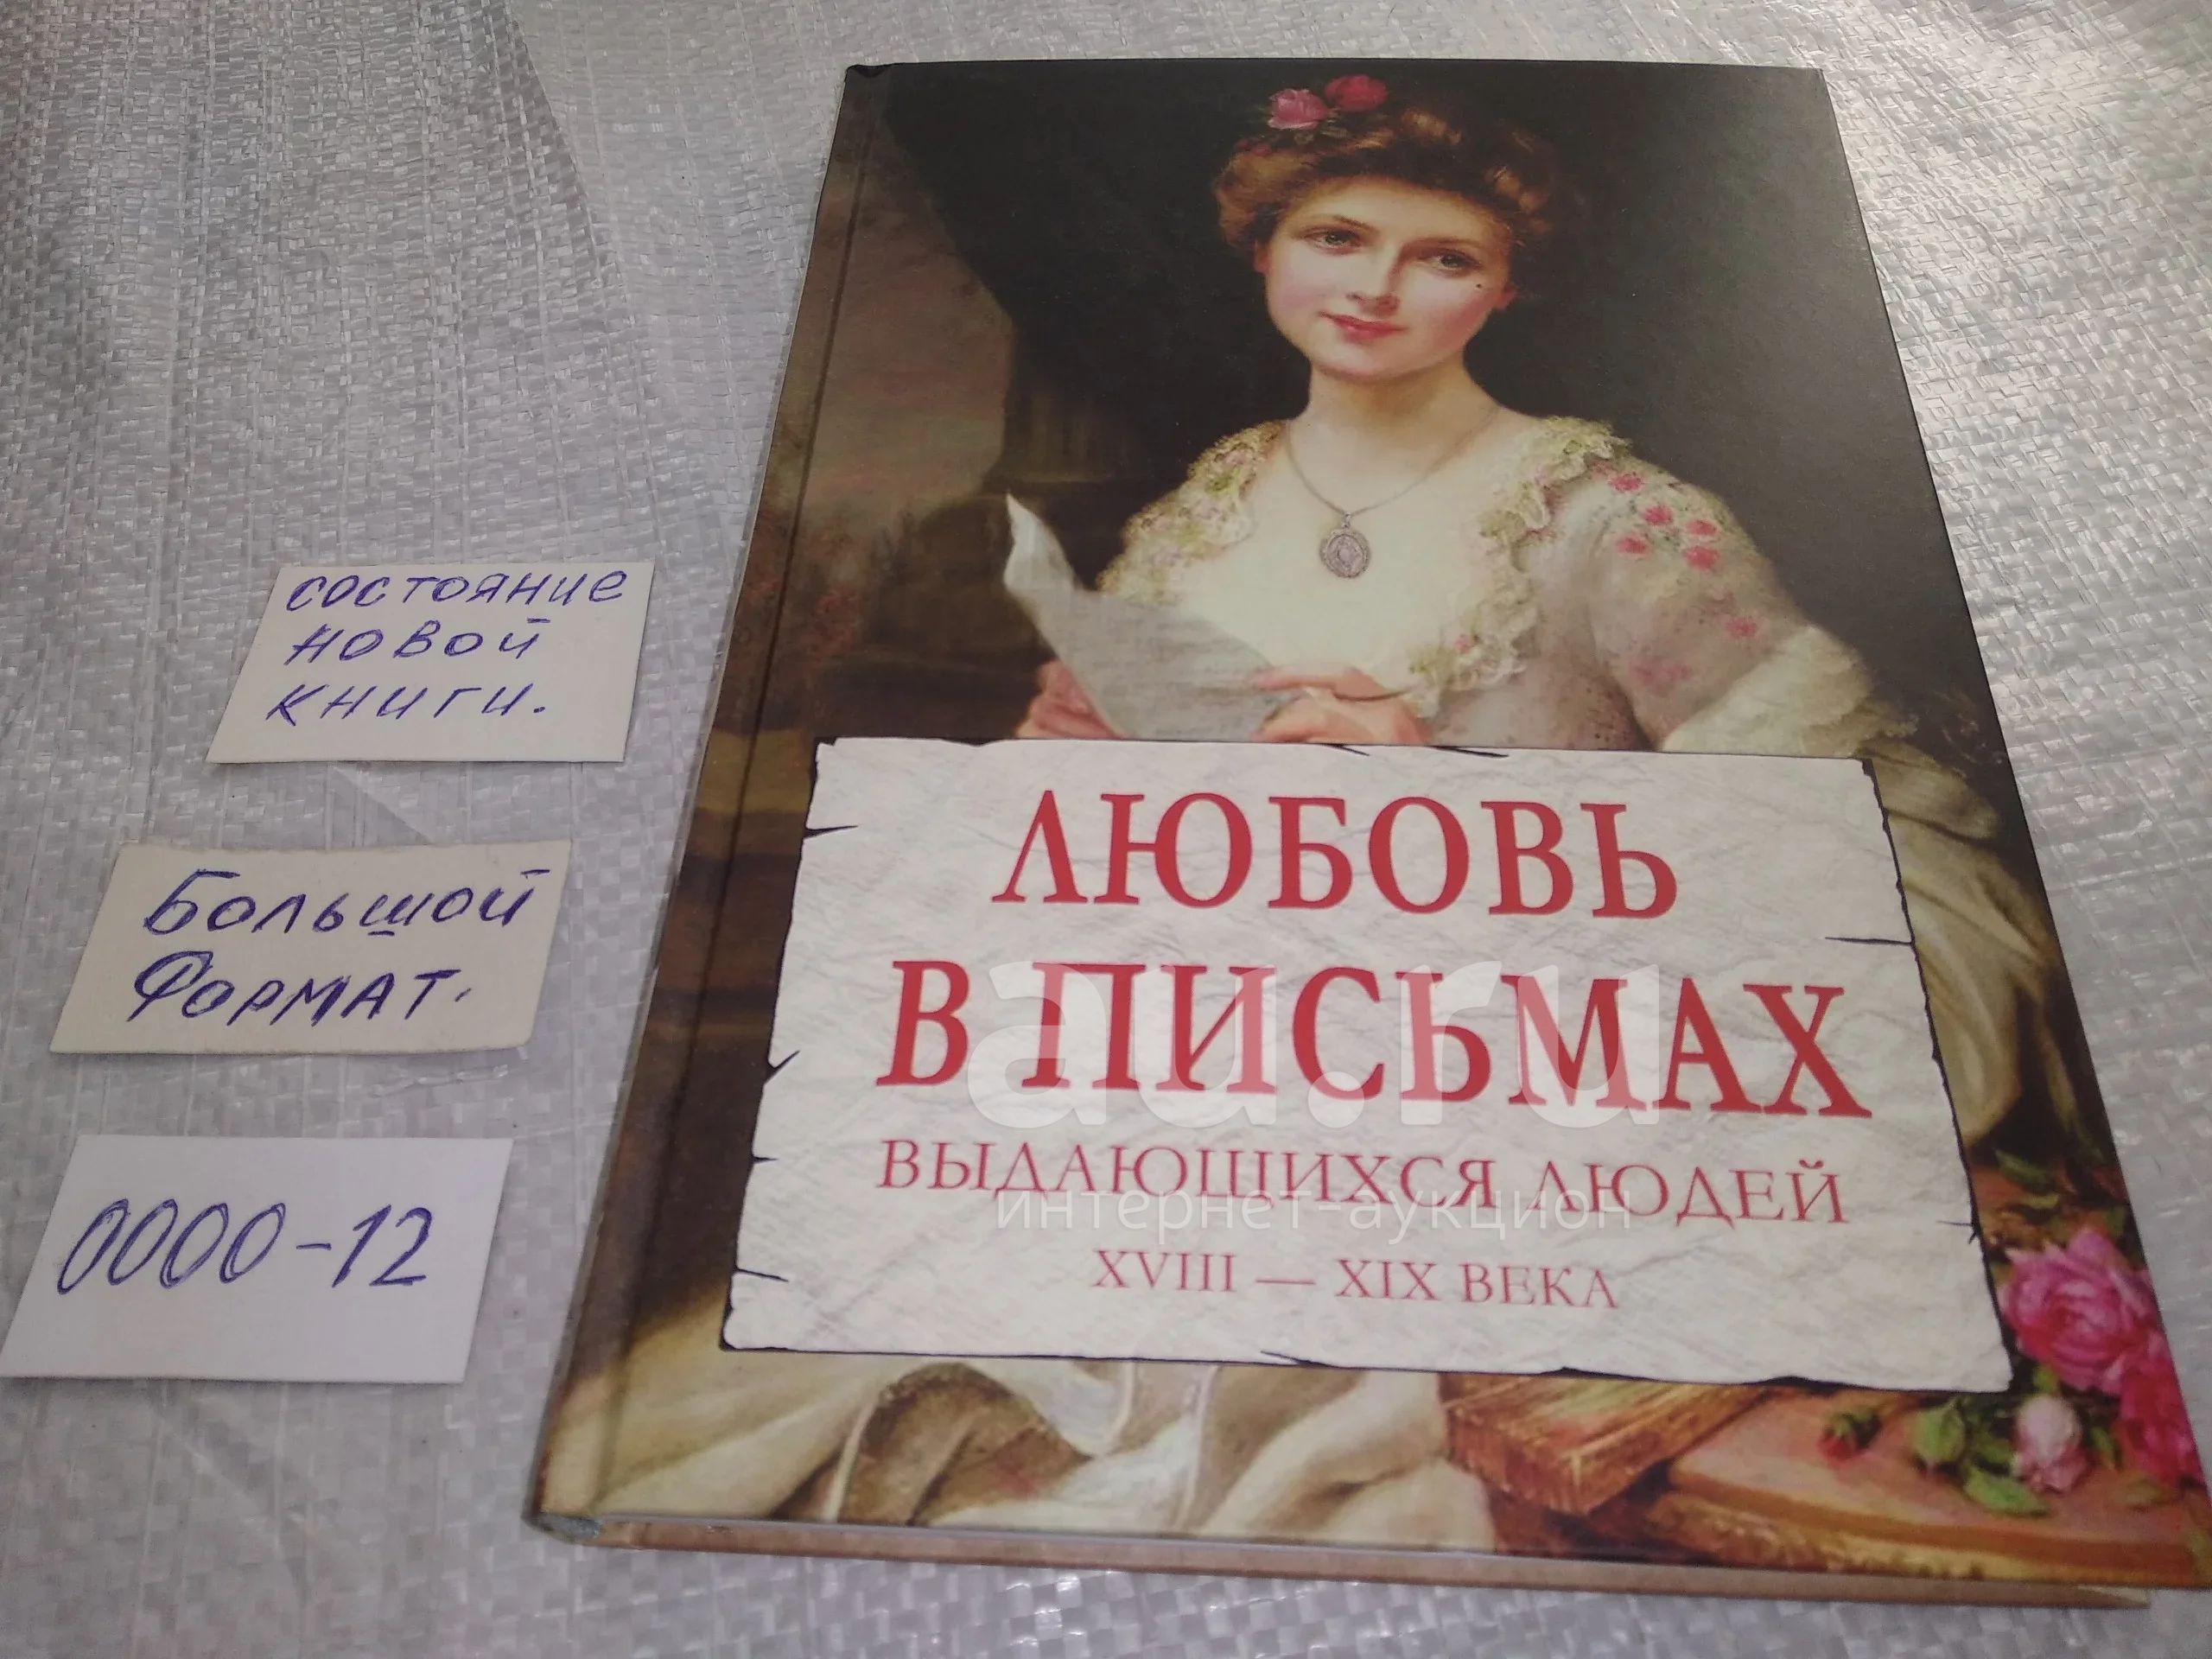 состояние
новой
книги.
Большой
Формат.
0000-12
ЛЮБОВЬ
В ПИСЬМАХ
ВЫДАЮЩИХСЯ ЛЮДЕЙ
XVIII — XIX ВЕКА
au.ru
интернет-аукцион